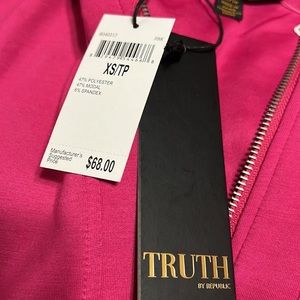 PINK
XS/TP
47% POLYESTER
47% MODAL
6% SPANDEX
Manufacturer's
Suggested
Price
$68.00
TRUTH
BY REPUBLIC